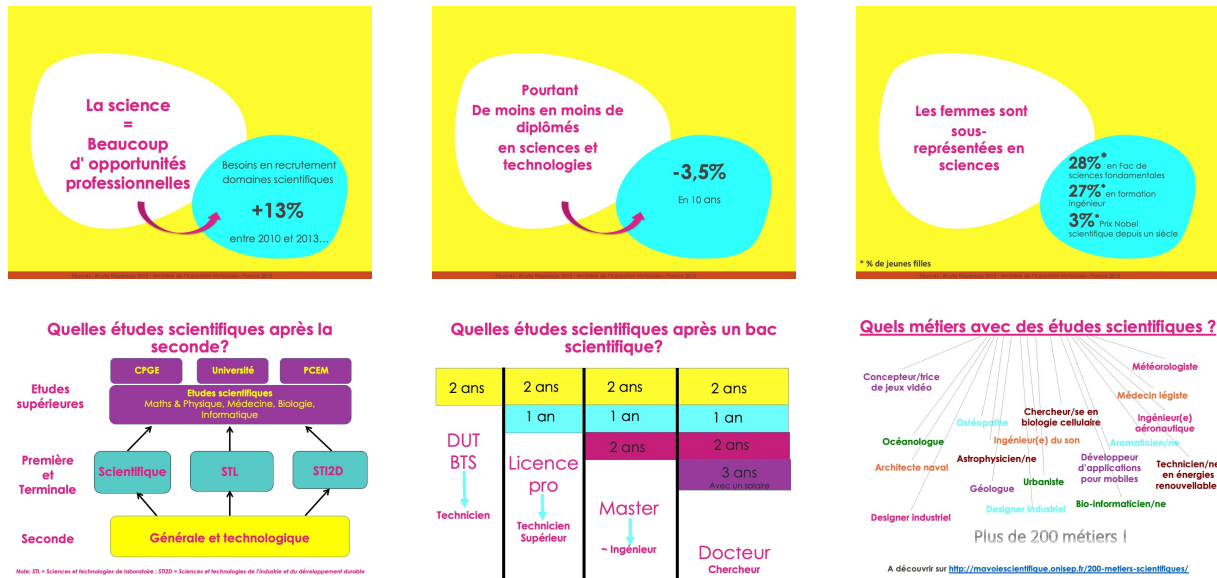 La science
=
Beaucoup
d' opportunités
professionnelles
Besoins en recrutement
domaines scientifiques
+13%
entre 2010 et 2013…
Pourtant
De moins en moins de
diplômés
en sciences et
technologies
-3,5%
En 10 ans
Les femmes sont
sous-
représentées en
sciences
28%* en Fac de
sciences fondamentales
27%* en formation
ingénieur
3%* Prix Nobel
scientifique depuis un siècle
* % de jeunes filles
Quelles études scientifiques après la
seconde?
CPGE
Université
PCEM
Etudes
supérieures
Etudes scientifiques
Maths & Physique, Médecine, Biologie,
Informatique
Première
et
Terminale
Scientifique
STL
STI2D
Seconde
Générale et technologique
Note: STL = Sciences et technologies de laboratoire ; STI2D = Sciences et technologies de l'industrie et du développement durable
Quelles études scientifiques après un bac
scientifique?
2 ans
2 ans
2 ans
2 ans
1 an
1 an
1 an
2 ans
2 ans
3 ans
Avec un salaire
DUT
BTS
Technicien
Licence
pro
Technicien
Supérieur
Master
~ Ingénieur
Docteur
Chercheur
Quels métiers avec des études scientifiques ?
Météorologiste
Concepteur/trice
de jeux vidéo
Médecin légiste
Chercheur/se en
biologie cellulaire
Ostéopathe
Ingénieur(e)
aéronautique
Océanologue
Ingénieur(e) du son
Aromaticien/ne
Astrophysicien/ne
Développeur
d'applications
pour mobiles
Technicien/ne
en énergies
renouvellables
Architecte naval
Urbaniste
Géologue
Bio-informaticien/ne
Designer industriel
Designer industriel
Plus de 200 métiers !
A découvrir sur http://mavoiescientifique.onisep.fr/200-metiers-scientifiques/